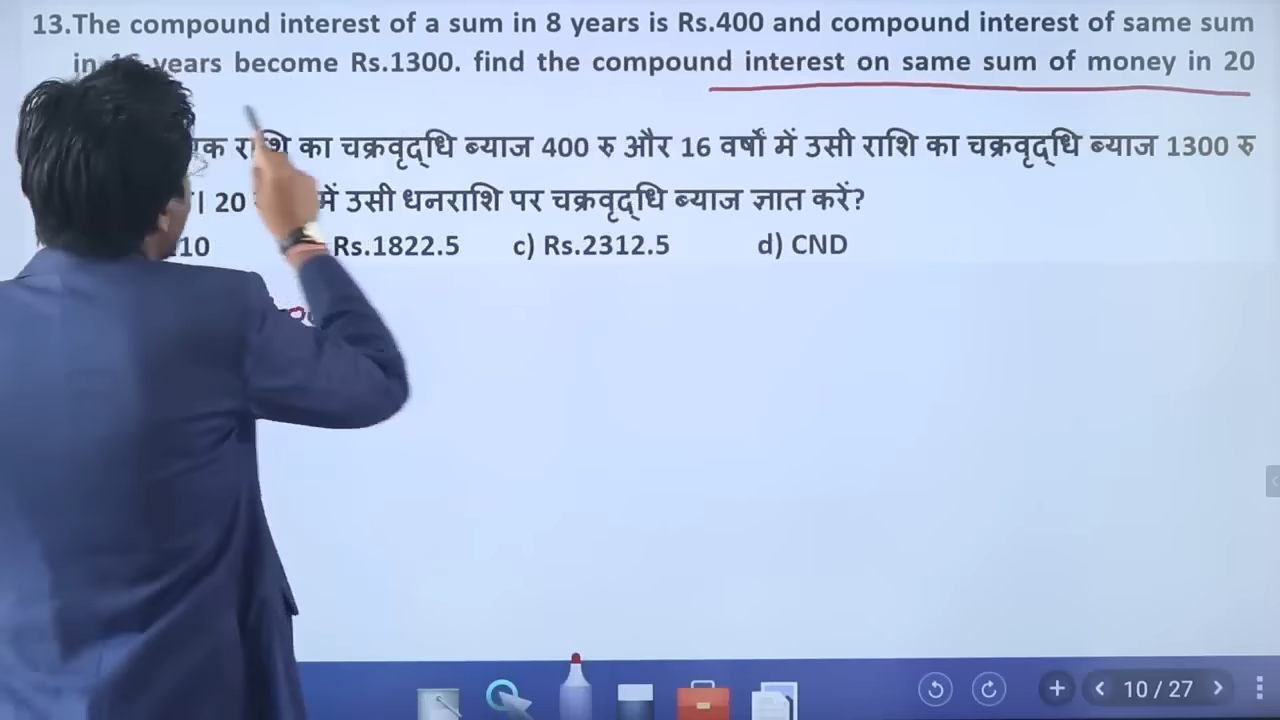 13.The compound interest of a sum in 8 years is Rs.400 and compound interest of same sum
in years become Rs.1300. find the compound interest on same sum of money in 20
राशि का चक्रवृद्धि ब्याज 400 रु और 16 वर्षों में उसी राशि का चक्रवृद्धि ब्याज 1300 रु
। 20 में उसी धनराशि पर चक्रवृद्धि ब्याज ज्ञात करें?
Rs.1822.5 c) Rs.2312.5 d) CND
10 / 27